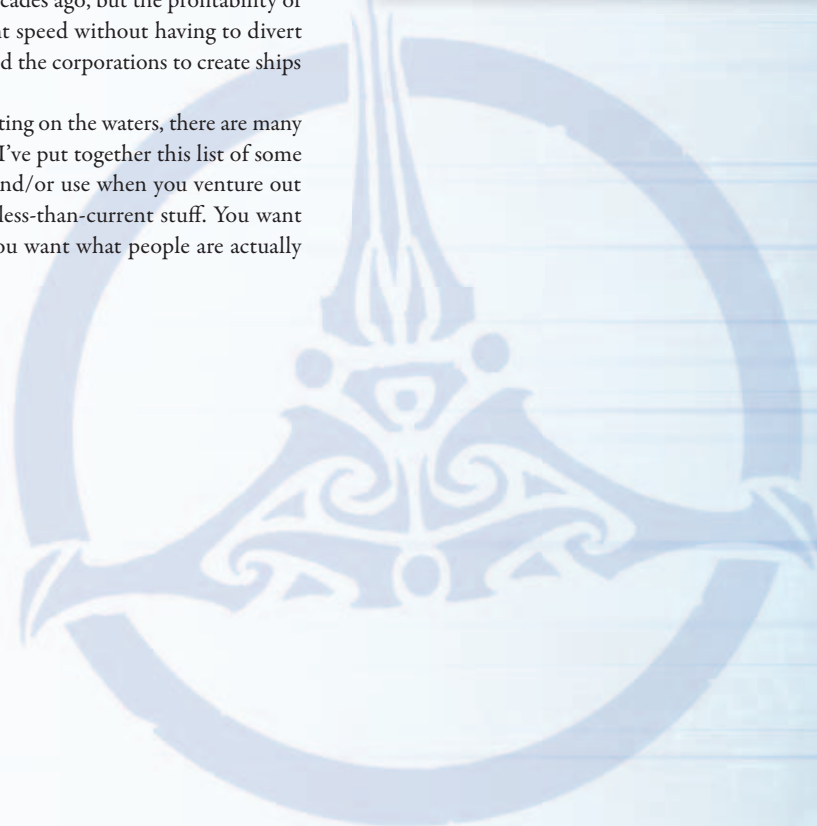 cades ago, but the profitability of
nt speed without having to divert
d the corporations to create ships
ting on the waters, there are many
I’ve put together this list of some
nd/or use when you venture out
less-than-current stuff. You want
ou want what people are actually